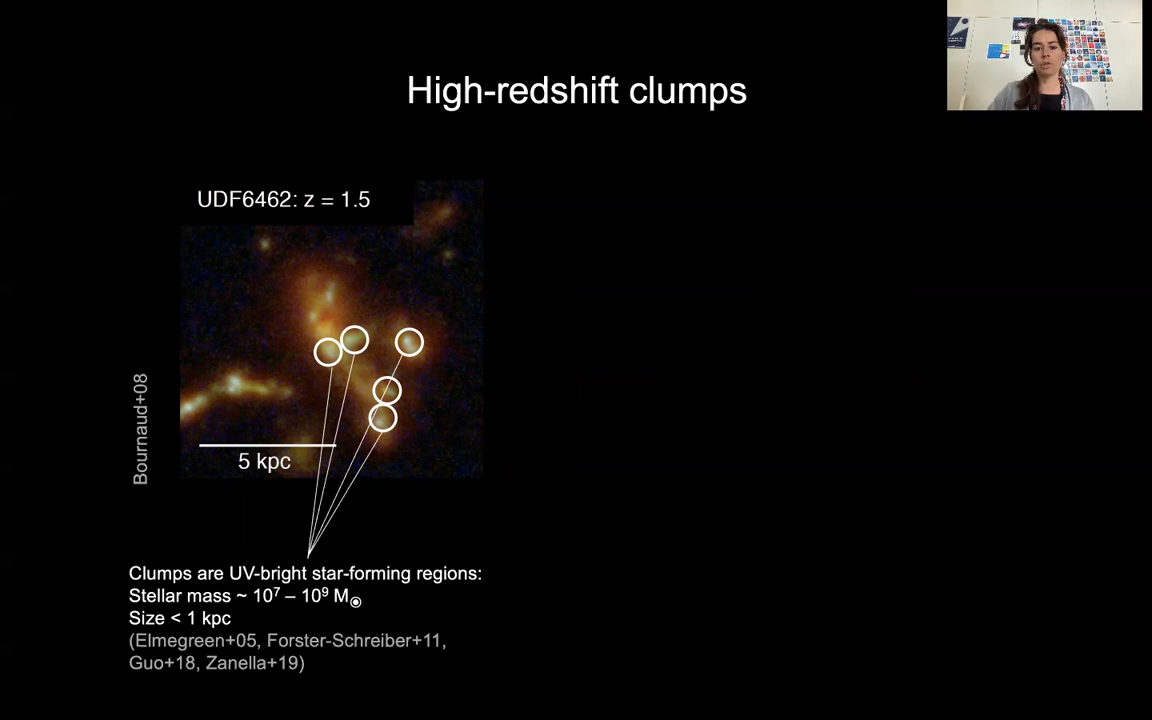 High-redshift clumps
UDF6462: z = 1.5
5 kpc
Bournaud+08
Clumps are UV-bright star-forming regions:
Stellar mass ~ 10⁷ – 10⁹ M☉
Size < 1 kpc
(Elmegreen+05, Forster-Schreiber+11,
Guo+18, Zanella+19)